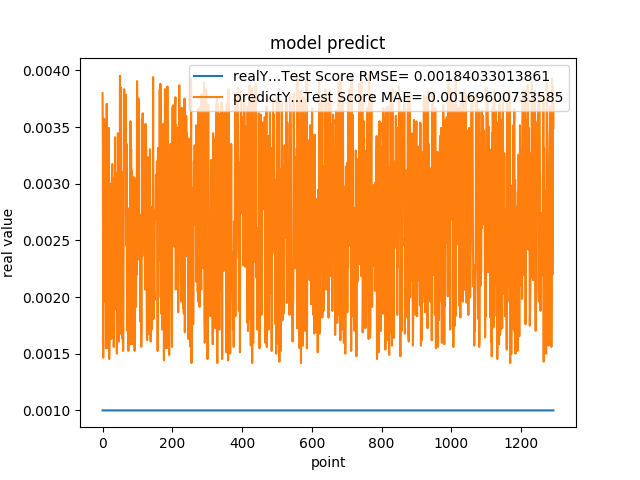 model predict
realY...Test Score RMSE= 0.00184033013861
predictY...Test Score MAE= 0.00169600733585
0.0040
0.0035
0.0030
0.0025
0.0020
0.0015
0.0010
real value
0 200 400 600 800 1000 1200
point